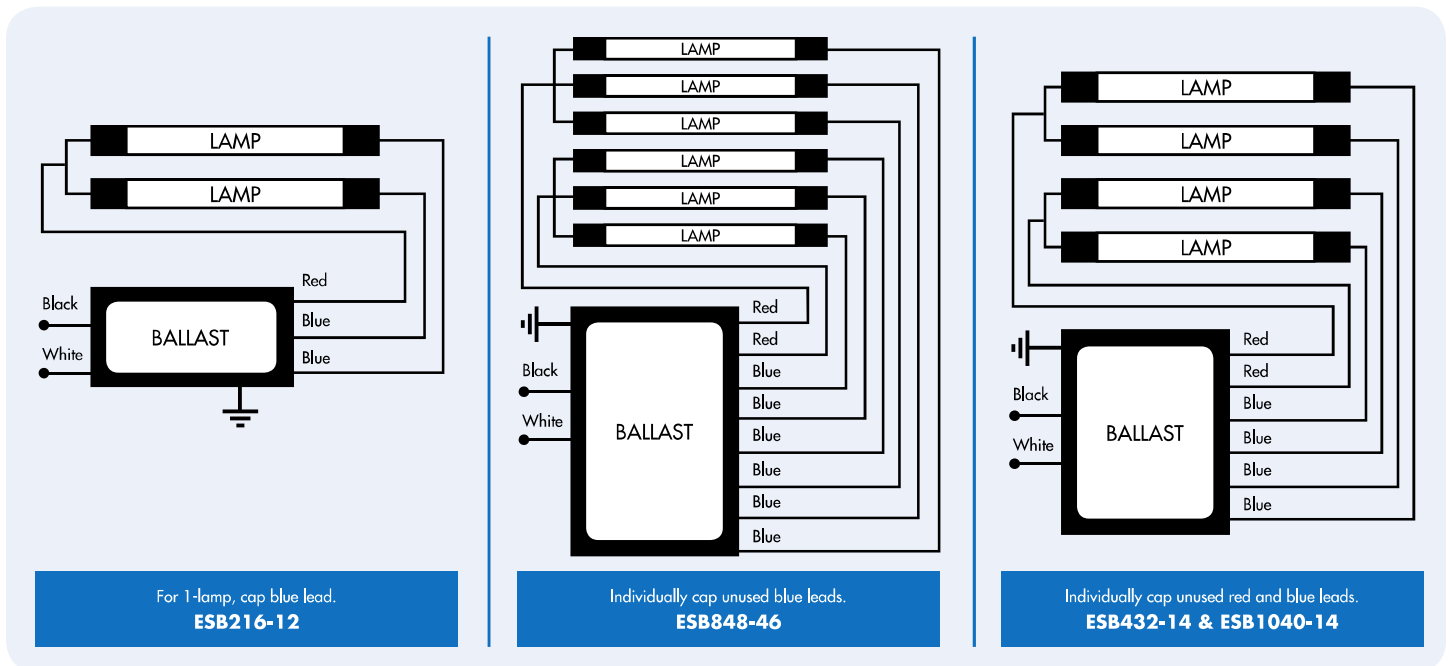 LAMP
LAMP
Red
Black
Blue
BALLAST
White
Blue
For 1-lamp, cap blue lead.
ESB216-12
LAMP
LAMP
LAMP
LAMP
LAMP
LAMP
Red
Red
Black
Blue
Blue
White
BALLAST
Blue
Blue
Blue
Blue
Individually cap unused blue leads.
ESB848-46
LAMP
LAMP
LAMP
LAMP
Red
Red
Black
Blue
BALLAST
Blue
White
Blue
Blue
Individually cap unused red and blue leads.
ESB432-14 & ESB1040-14